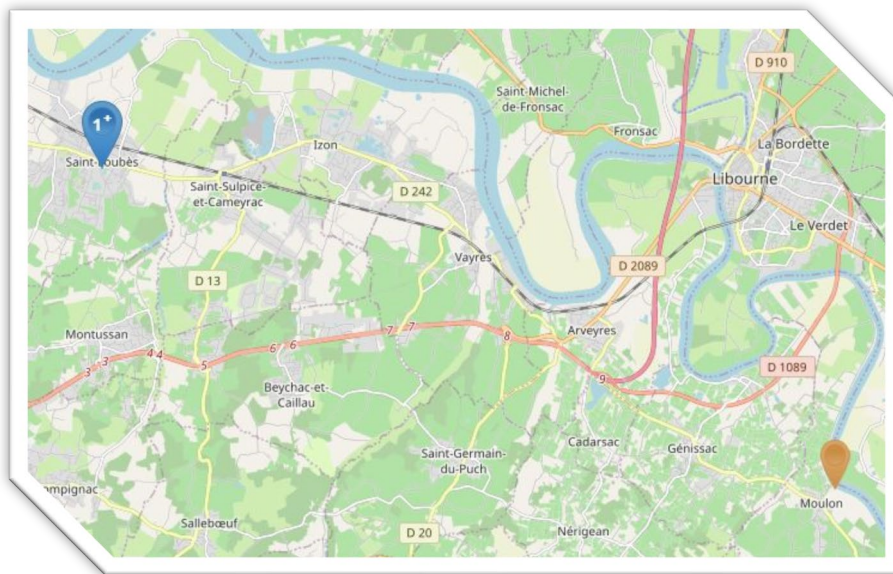 D 910
Saint-Michel-
de-Fronsac
Fronsac
1+
La Bordette
Izon
Saint-Loubès
Libourne
Saint-Sulpice-
et-Cameyrac
D 242
Le Verdet
Vayres
D 2089
D 13
Montussan
7
7
8
Arveyres
6
6
4
4
3
3
5
D 1089
9
Beychac-et-
Caillau
Cadarsac
Génissac
Saint-Germain-
du-Puch
ompignac
Moulon
Sallebœuf
D 20
Nérigean